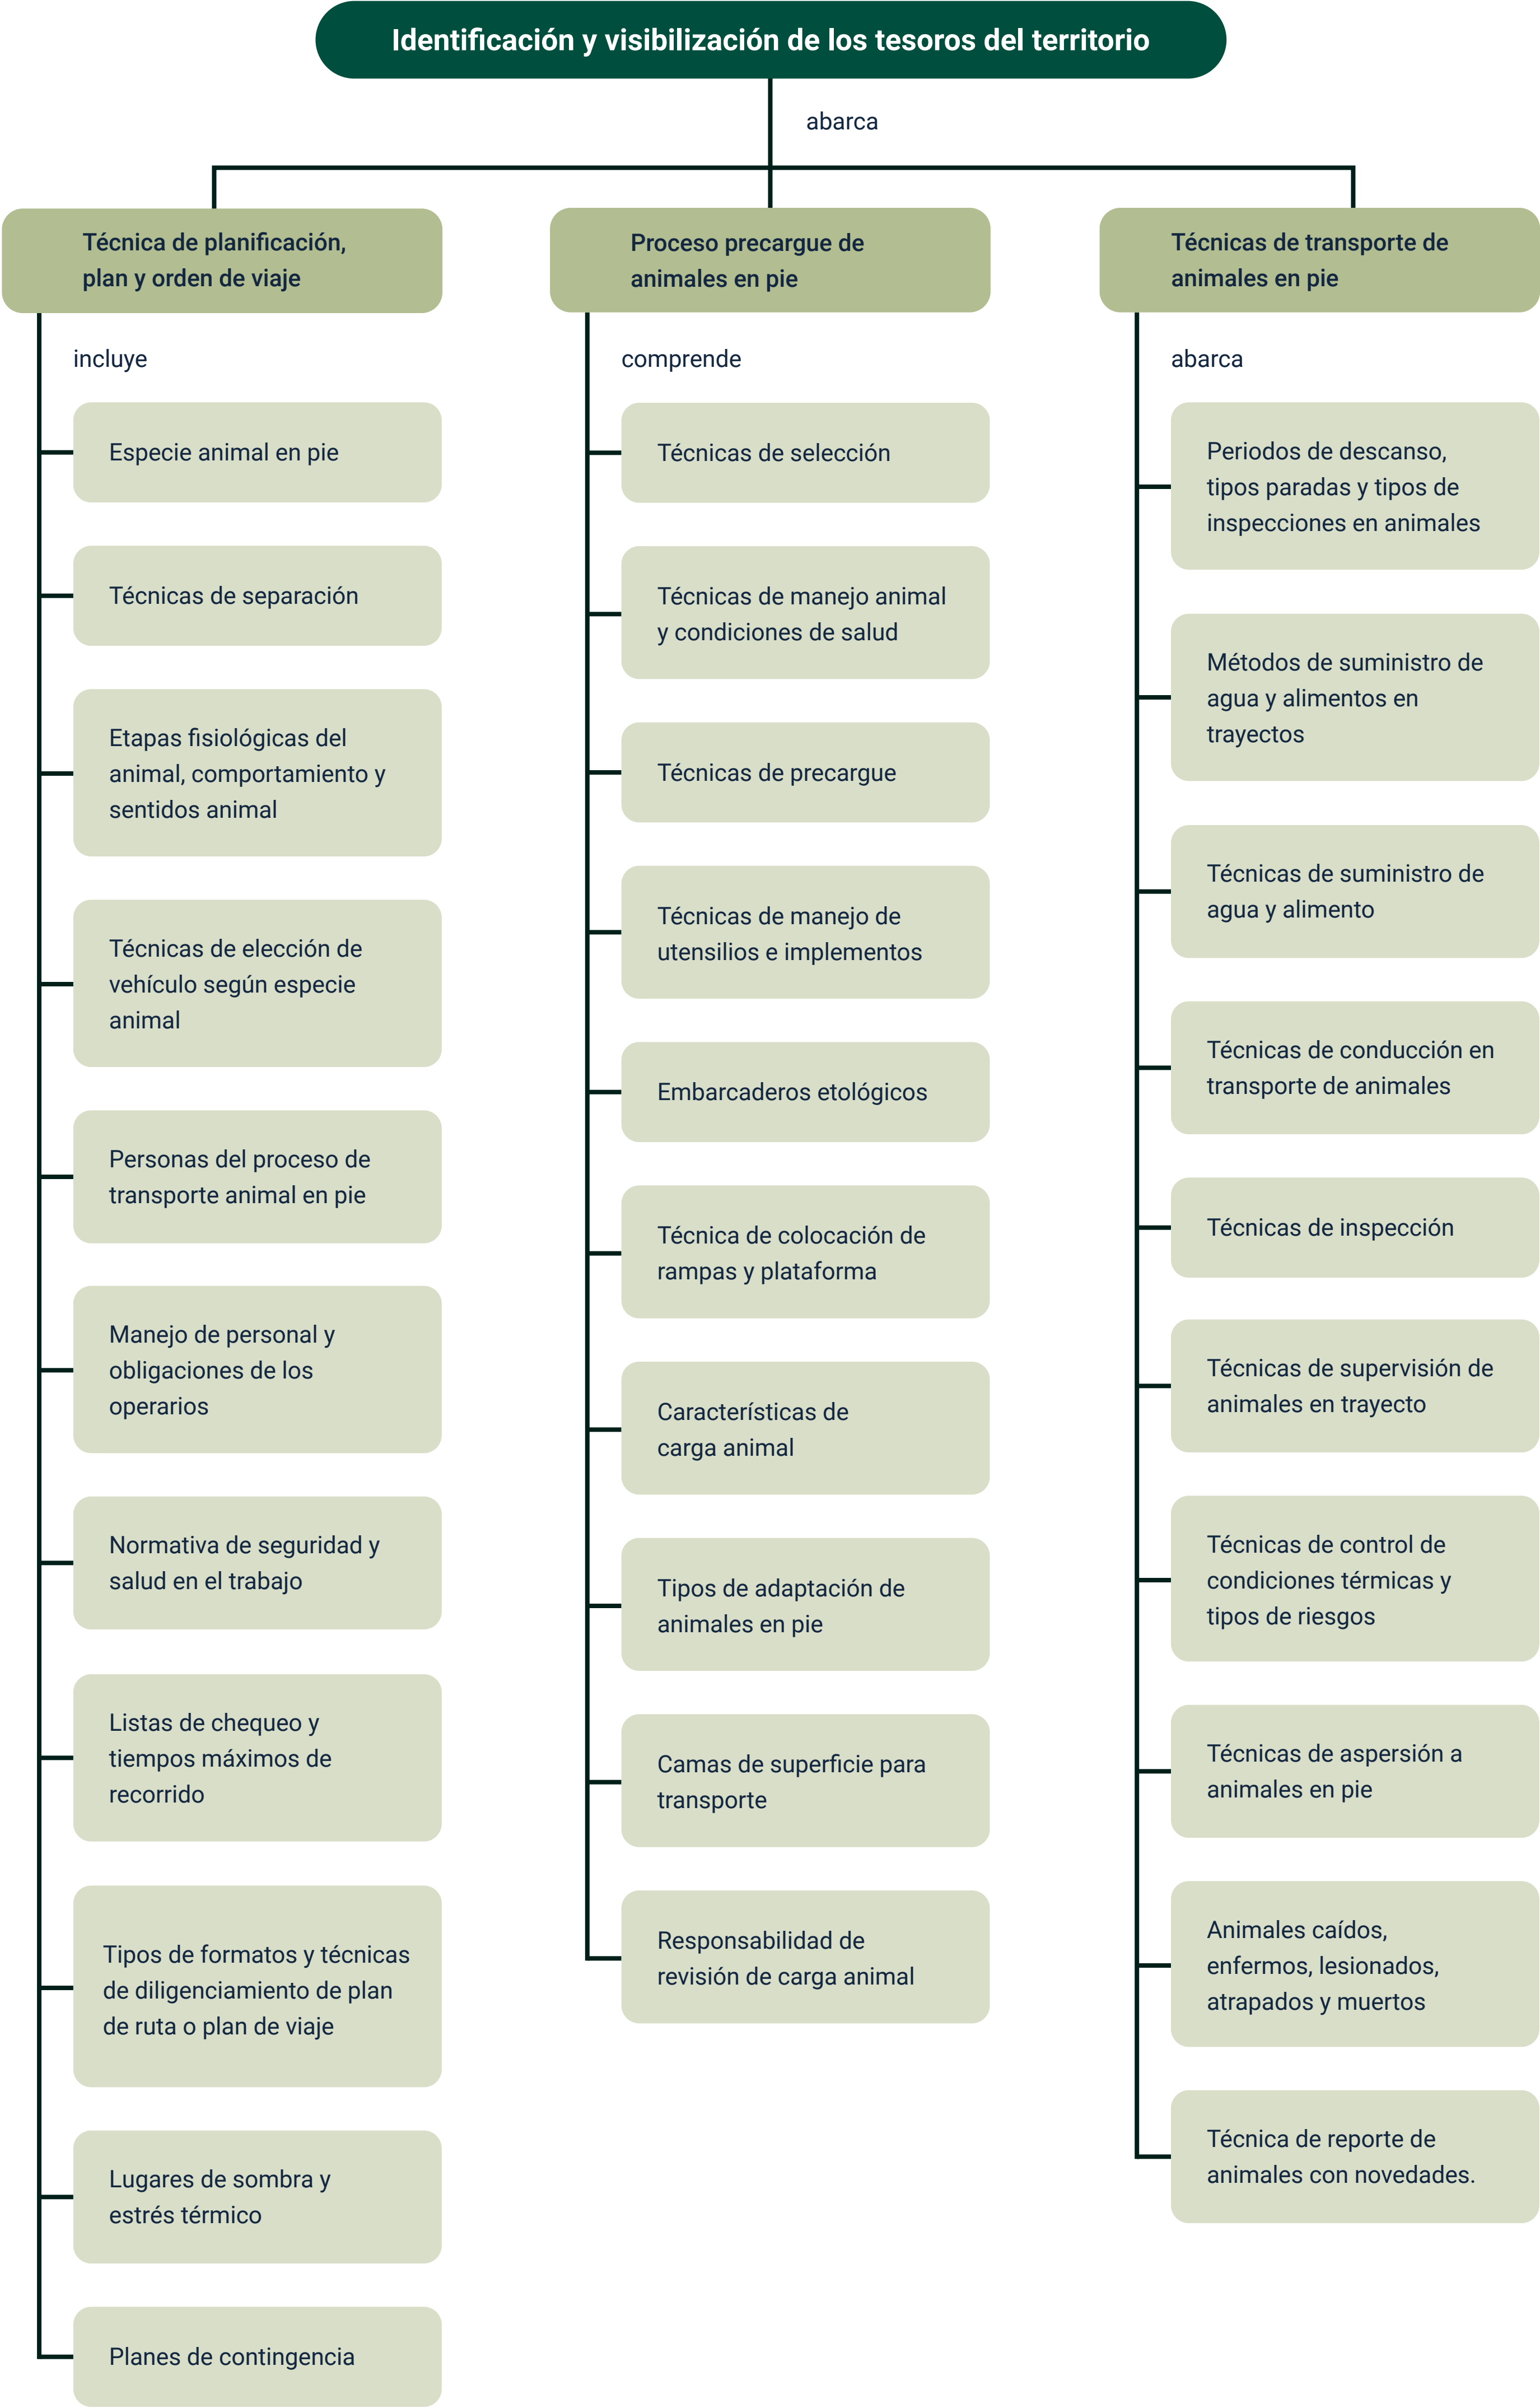 Identificación y visibilización de los tesoros del territorio
abarca
Técnica de planificación,
plan y orden de viaje
incluye
Especie animal en pie
Técnicas de separación
Etapas fisiológicas del
animal, comportamiento y
sentidos animal
Técnicas de elección de
vehículo según especie
animal
Personas del proceso de
transporte animal en pie
Manejo de personal y
obligaciones de los
operarios
Normativa de seguridad y
salud en el trabajo
Listas de chequeo y
tiempos máximos de
recorrido
Tipos de formatos y técnicas
de diligenciamiento de plan
de ruta o plan de viaje
Lugares de sombra y
estrés térmico
Planes de contingencia
Proceso precargue de
animales en pie
comprende
Técnicas de selección
Técnicas de manejo animal
y condiciones de salud
Técnicas de precargue
Técnicas de manejo de
utensilios e implementos
Embarcaderos etológicos
Técnica de colocación de
rampas y plataforma
Características de
carga animal
Tipos de adaptación de
animales en pie
Camas de superficie para
transporte
Responsabilidad de
revisión de carga animal
Técnicas de transporte de
animales en pie
abarca
Periodos de descanso,
tipos paradas y tipos de
inspecciones en animales
Métodos de suministro de
agua y alimentos en
trayectos
Técnicas de suministro de
agua y alimento
Técnicas de conducción en
transporte de animales
Técnicas de inspección
Técnicas de supervisión de
animales en trayecto
Técnicas de control de
condiciones térmicas y
tipos de riesgos
Técnicas de aspersión a
animales en pie
Animales caídos,
enfermos, lesionados,
atrapados y muertos
Técnica de reporte de
animales con novedades.